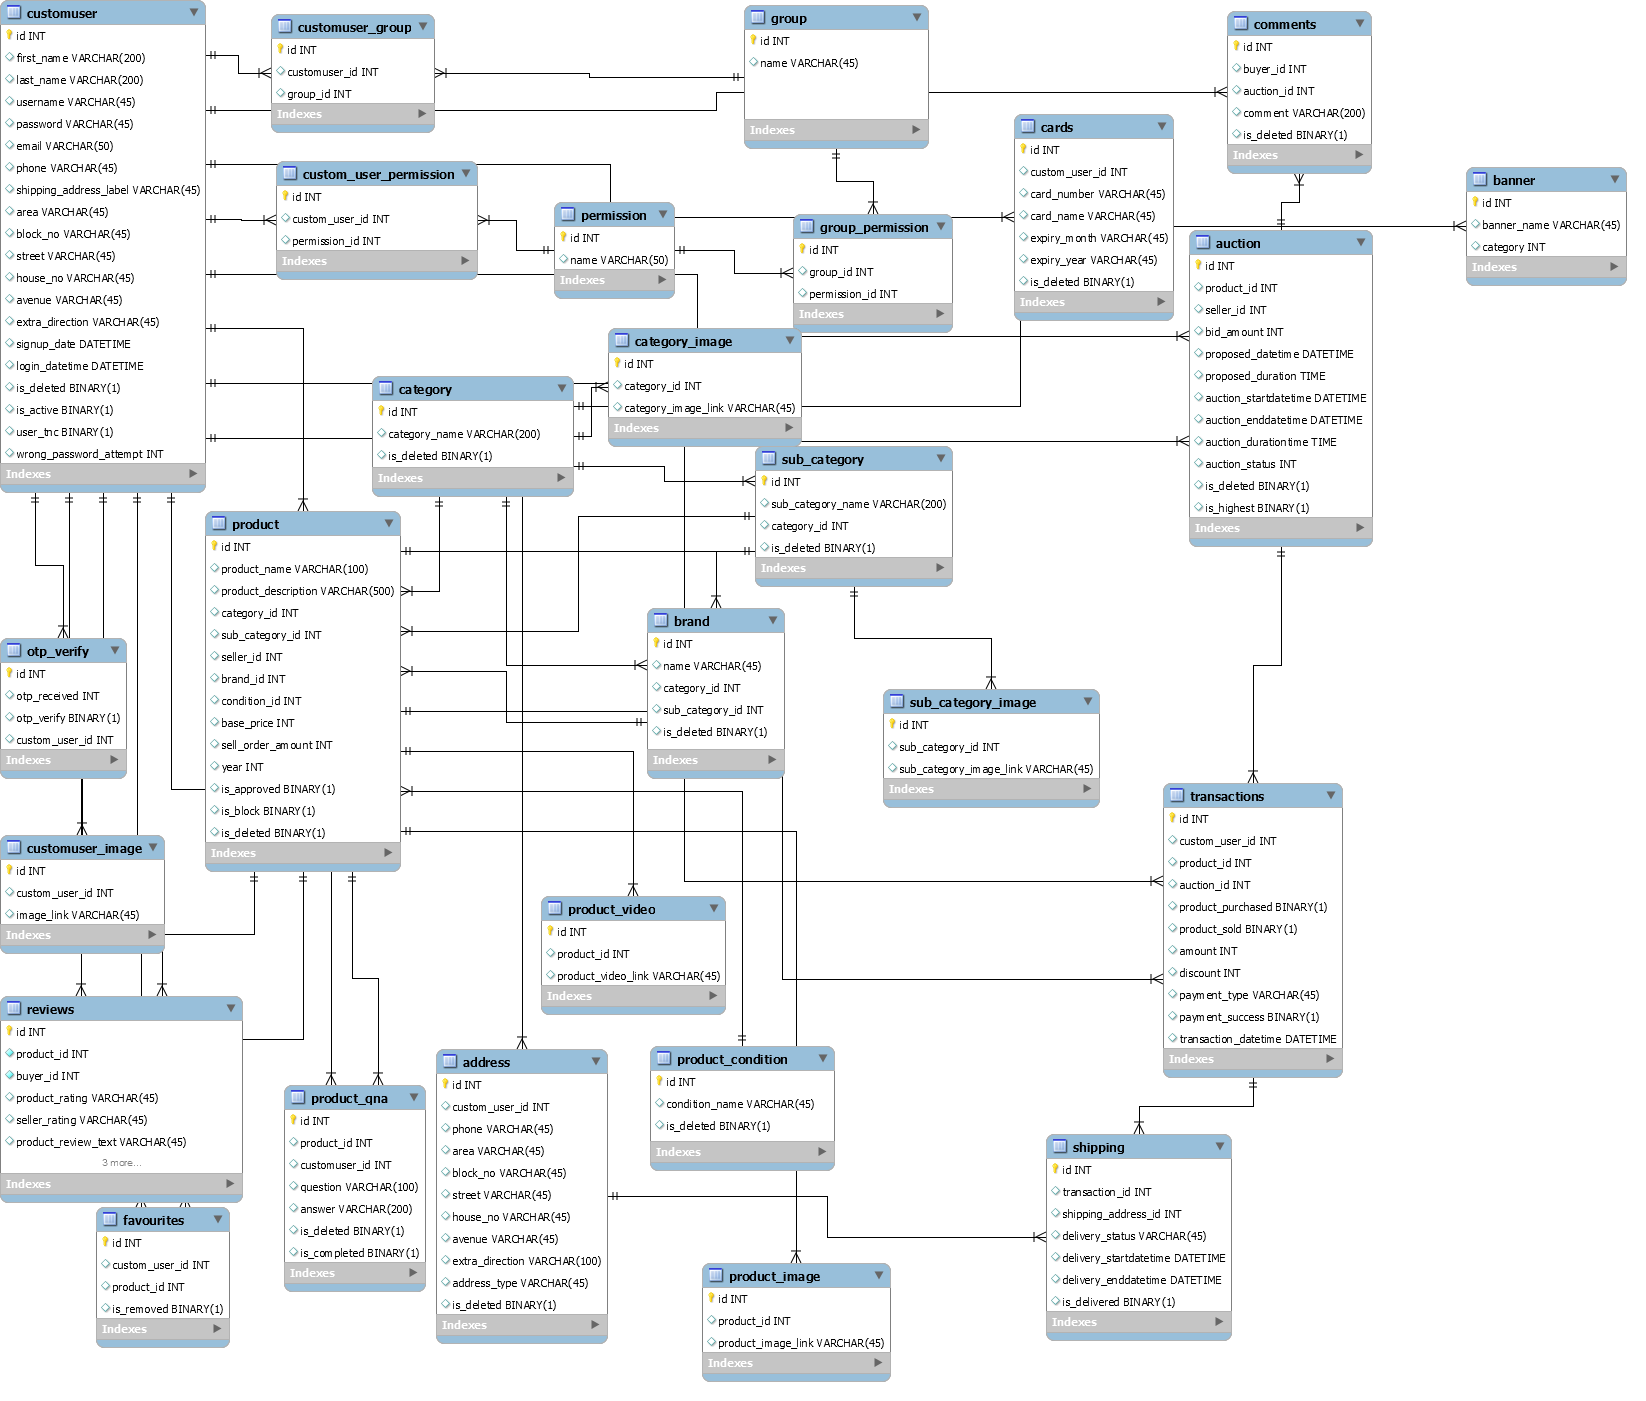 customuser
id INT
first_name VARCHAR(200)
last_name VARCHAR(200)
username VARCHAR(45)
password VARCHAR(45)
email VARCHAR(50)
phone VARCHAR(45)
shipping_address_label VARCHAR(45)
area VARCHAR(45)
block_no VARCHAR(45)
street VARCHAR(45)
house_no VARCHAR(45)
avenue VARCHAR(45)
extra_direction VARCHAR(45)
signup_date DATETIME
login_datetime DATETIME
is_deleted BINARY(1)
is_active BINARY(1)
user_tnc BINARY(1)
wrong_password_attempt INT
Indexes
customuser_group
id INT
customuser_id INT
group_id INT
Indexes
group
id INT
name VARCHAR(45)
Indexes
comments
id INT
buyer_id INT
auction_id INT
comment VARCHAR(200)
is_deleted BINARY(1)
Indexes
cards
id INT
custom_user_id INT
card_number VARCHAR(45)
card_name VARCHAR(45)
expiry_month VARCHAR(45)
expiry_year VARCHAR(45)
is_deleted BINARY(1)
Indexes
banner
id INT
banner_name VARCHAR(45)
category INT
Indexes
custom_user_permission
id INT
custom_user_id INT
permission_id INT
Indexes
permission
id INT
name VARCHAR(50)
Indexes
group_permission
id INT
group_id INT
permission_id INT
Indexes
auction
id INT
product_id INT
seller_id INT
bid_amount INT
proposed_datetime DATETIME
proposed_duration TIME
auction_startdatetime DATETIME
auction_enddatetime DATETIME
auction_durationtime TIME
auction_status INT
is_deleted BINARY(1)
is_highest BINARY(1)
Indexes
category_image
id INT
category_id INT
category_image_link VARCHAR(45)
Indexes
category
id INT
category_name VARCHAR(200)
is_deleted BINARY(1)
Indexes
sub_category
id INT
sub_category_name VARCHAR(200)
category_id INT
is_deleted BINARY(1)
Indexes
product
id INT
product_name VARCHAR(100)
product_description VARCHAR(500)
category_id INT
sub_category_id INT
seller_id INT
brand_id INT
condition_id INT
base_price INT
sell_order_amount INT
year INT
is_approved BINARY(1)
is_block BINARY(1)
is_deleted BINARY(1)
Indexes
brand
id INT
name VARCHAR(45)
category_id INT
sub_category_id INT
is_deleted BINARY(1)
Indexes
otp_verify
id INT
otp_received INT
otp_verify BINARY(1)
custom_user_id INT
Indexes
sub_category_image
id INT
sub_category_id INT
sub_category_image_link VARCHAR(45)
Indexes
transactions
id INT
custom_user_id INT
product_id INT
auction_id INT
product_purchased BINARY(1)
product_sold BINARY(1)
amount INT
discount INT
payment_type VARCHAR(45)
payment_success BINARY(1)
transaction_datetime DATETIME
Indexes
customuser_image
id INT
custom_user_id INT
image_link VARCHAR(45)
Indexes
product_video
id INT
product_id INT
product_video_link VARCHAR(45)
Indexes
reviews
id INT
product_id INT
buyer_id INT
product_rating VARCHAR(45)
seller_rating VARCHAR(45)
product_review_text VARCHAR(45)
3 more...
Indexes
product_qna
id INT
product_id INT
customuser_id INT
question VARCHAR(100)
answer VARCHAR(200)
is_deleted BINARY(1)
is_completed BINARY(1)
Indexes
address
id INT
custom_user_id INT
phone VARCHAR(45)
area VARCHAR(45)
block_no VARCHAR(45)
street VARCHAR(45)
house_no VARCHAR(45)
avenue VARCHAR(45)
extra_direction VARCHAR(100)
address_type VARCHAR(45)
is_deleted BINARY(1)
Indexes
product_condition
id INT
condition_name VARCHAR(45)
is_deleted BINARY(1)
Indexes
shipping
id INT
transaction_id INT
shipping_address_id INT
delivery_status VARCHAR(45)
delivery_startdatetime DATETIME
delivery_enddatetime DATETIME
is_delivered BINARY(1)
Indexes
favourites
id INT
custom_user_id INT
product_id INT
is_removed BINARY(1)
Indexes
product_image
id INT
product_id INT
product_image_link VARCHAR(45)
Indexes